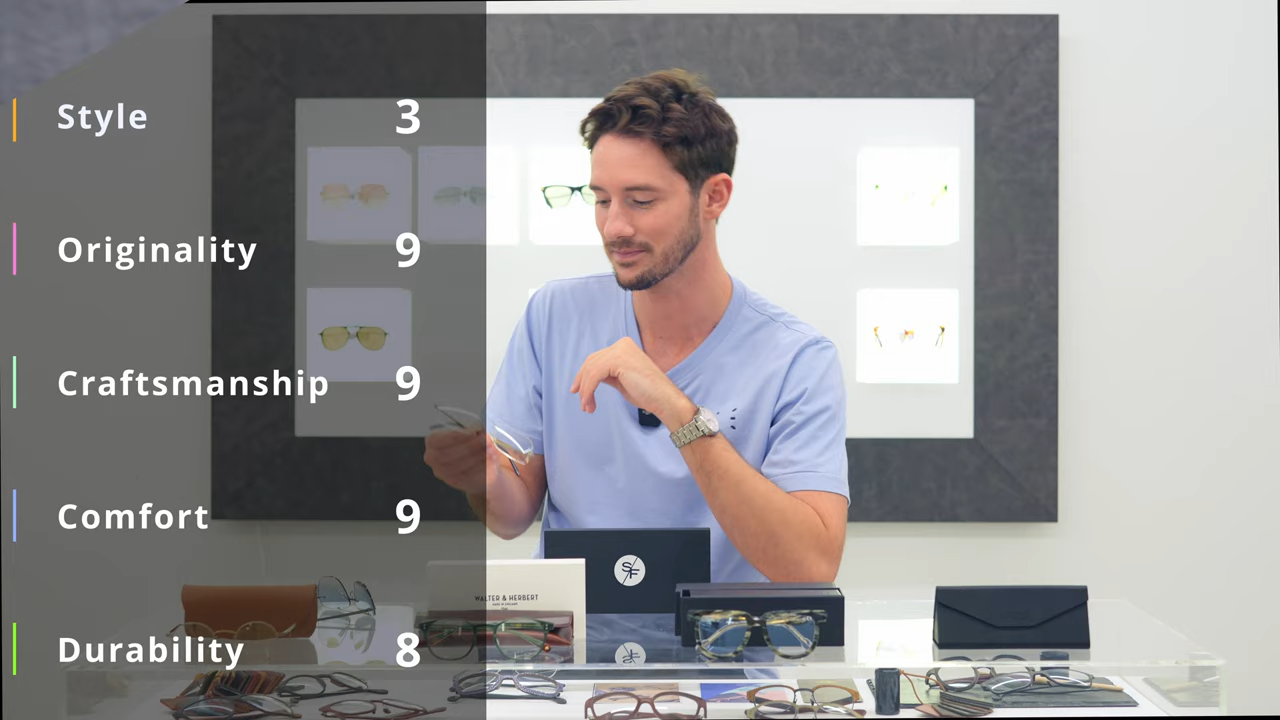 Style 3
Originality 9
Craftsmanship 9
Comfort 9
Durability 8
WALTER & HERBERT
SF